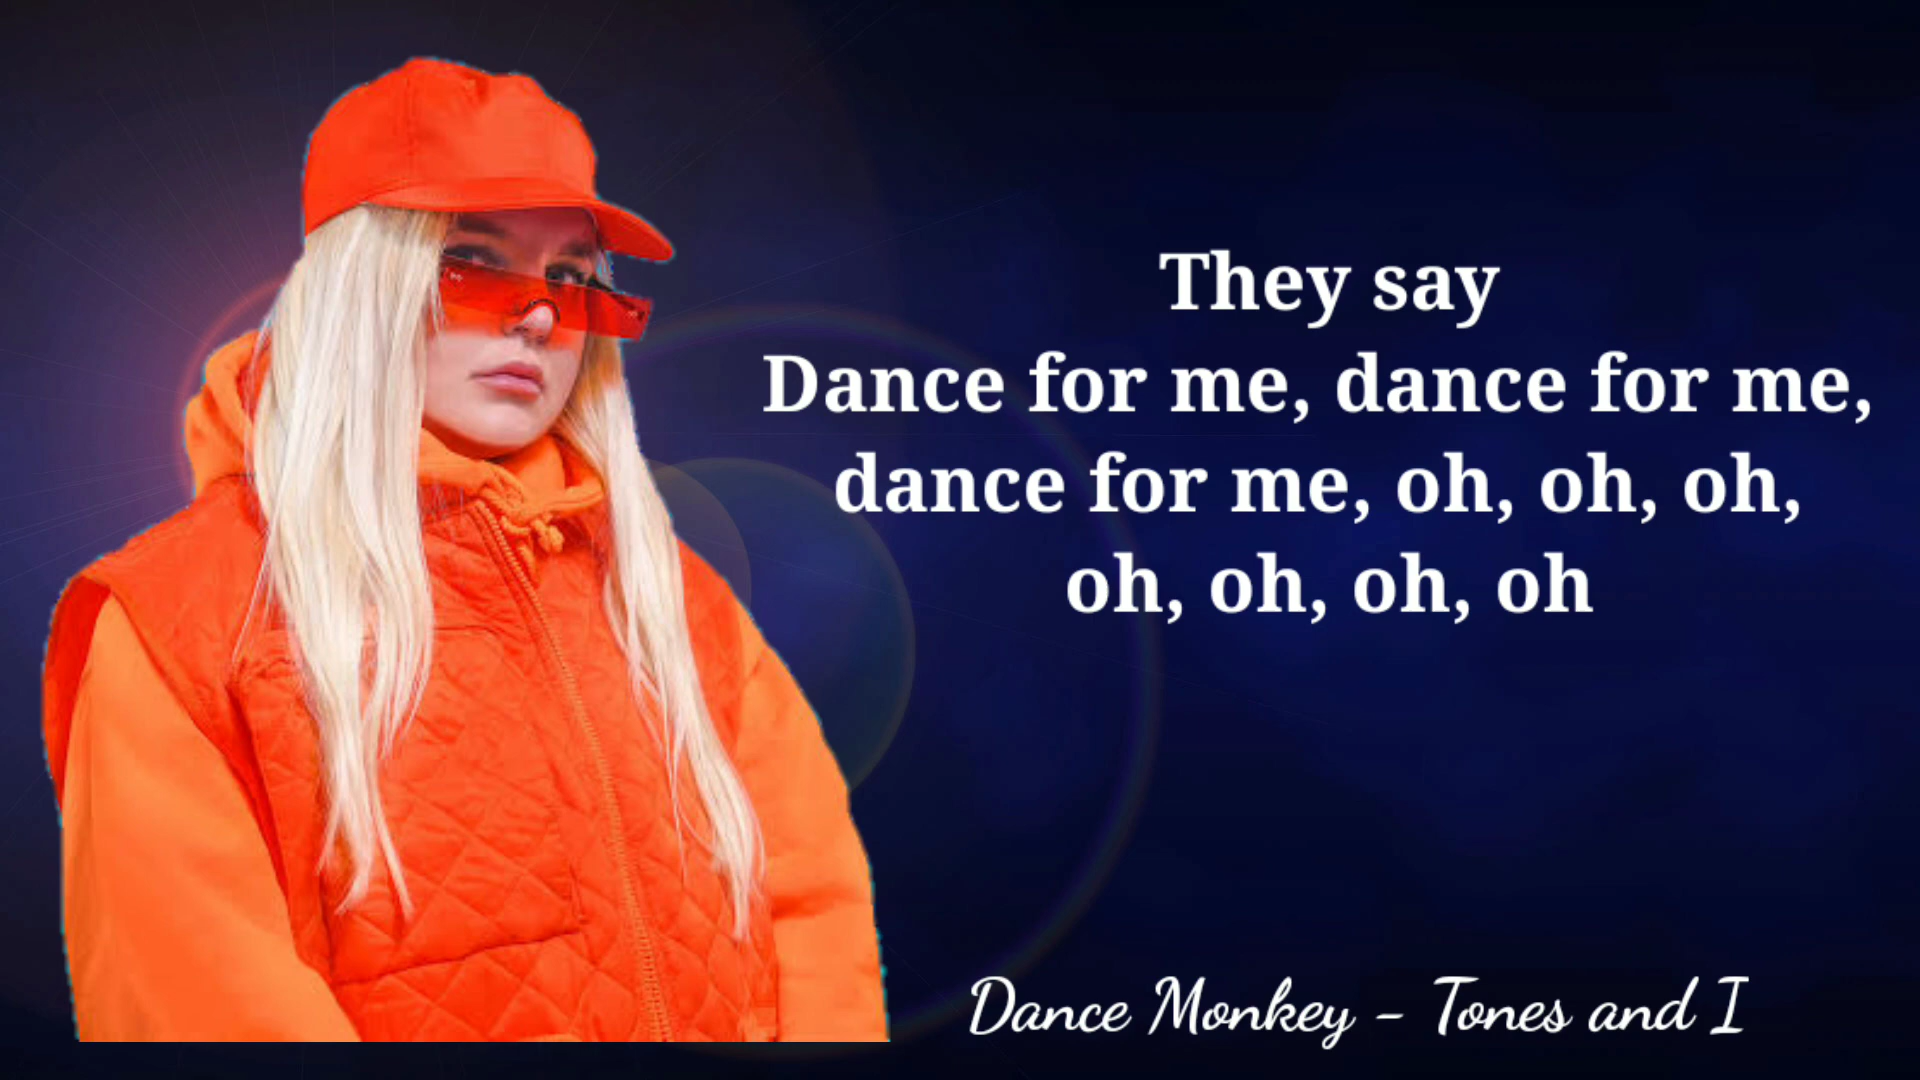 They say
Dance for me, dance for me,
dance for me, oh, oh, oh,
oh, oh, oh, oh
Dance Monkey - Tones and I